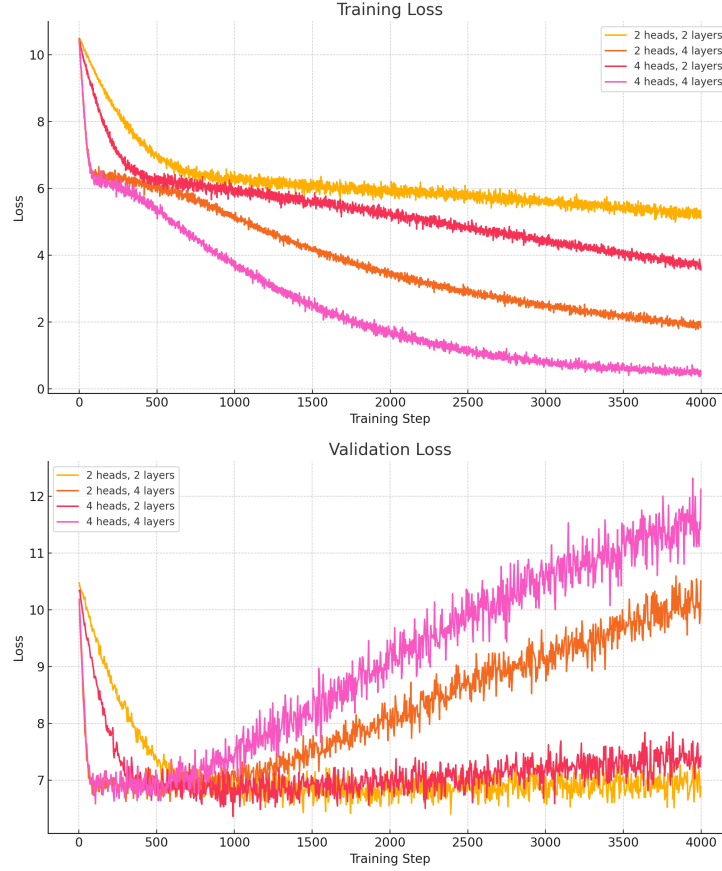 Training Loss
10
8
6
4
2
0
Loss
2 heads, 2 layers
2 heads, 4 layers
4 heads, 2 layers
4 heads, 4 layers
0 500 1000 1500 2000 2500 3000 3500 4000
Training Step
Validation Loss
12
11
10
9
8
7
Loss
2 heads, 2 layers
2 heads, 4 layers
4 heads, 2 layers
4 heads, 4 layers
0 500 1000 1500 2000 2500 3000 3500 4000
Training Step